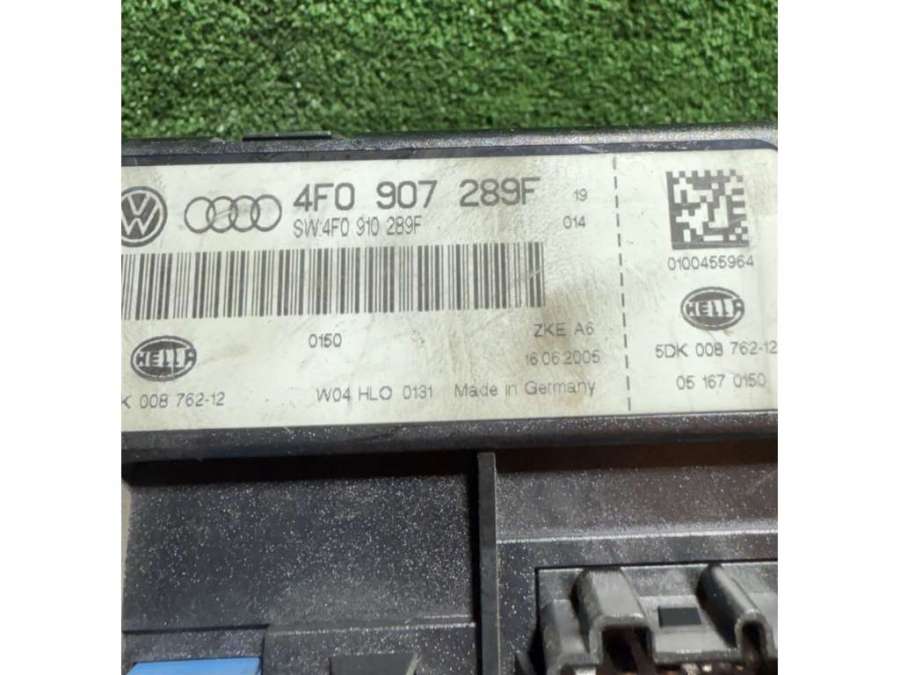 4F0 907 289F 19
SW:4F0 910 289F 014
0150
ZKE A6
HELLA 16.06.2005
K 008 762-12 W04 HLO 0131 Made in Germany
0100455964
HELLA
5DK 008 762-12
05 167 0150